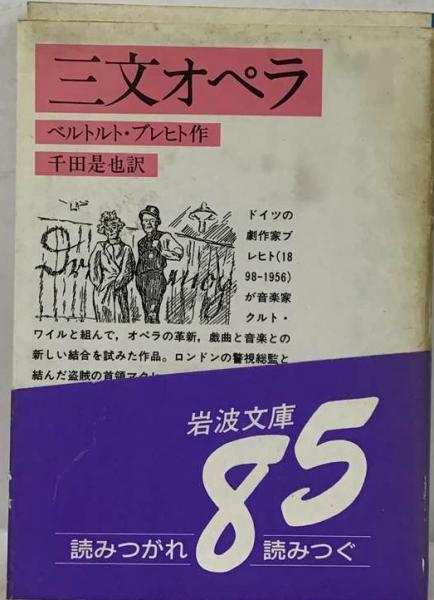 三文オペラ
ベルトルト・ブレヒト作
千田是也訳
ドイツの
劇作家ブ
レヒト(18
98-1956)
が音楽家
クルト・
ワイルと組んで，オペラの革新，戯曲と音楽との
新しい結合を試みた作品。ロンドンの警視総監と
結んだ盗賊の首領マク
岩波文庫
85
読みつがれ 読みつぐ